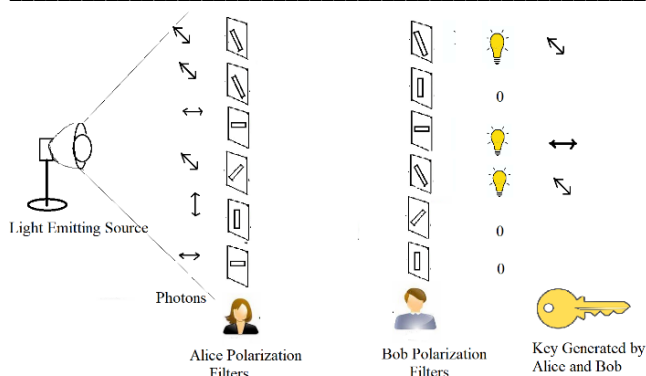 0
0
0
Light Emitting Source
Photons
Alice Polarization
Filters
Bob Polarization
Filters
Key Generated by
Alice and Bob